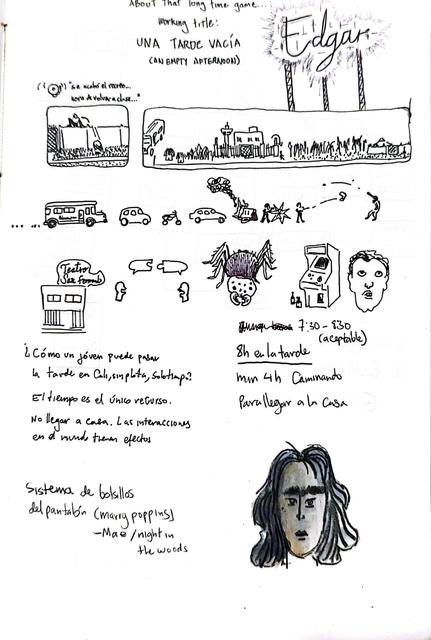 About That long time game...
Working title:
UNA TARDE VACÍA
(AN EMPTY AFTERNOON)
Edgar
"se acabó el recreo...
hora de volver a clase..."
Teatro
San Fernando
7:30 - 8:30
(aceptable)
8h en la tarde
min 4h Caminando
Para llegar a la Casa
¿Cómo un jóven puede pasar
la tarde en Cali, sin plata, Solotiempo?
El tiempo es el único recurso.
No llegar a casa. Las interacciones
en el mundo tienen efectos
Sistema de bolsillos
del pantalón (marry poppins)
- Mae / night in
the woods